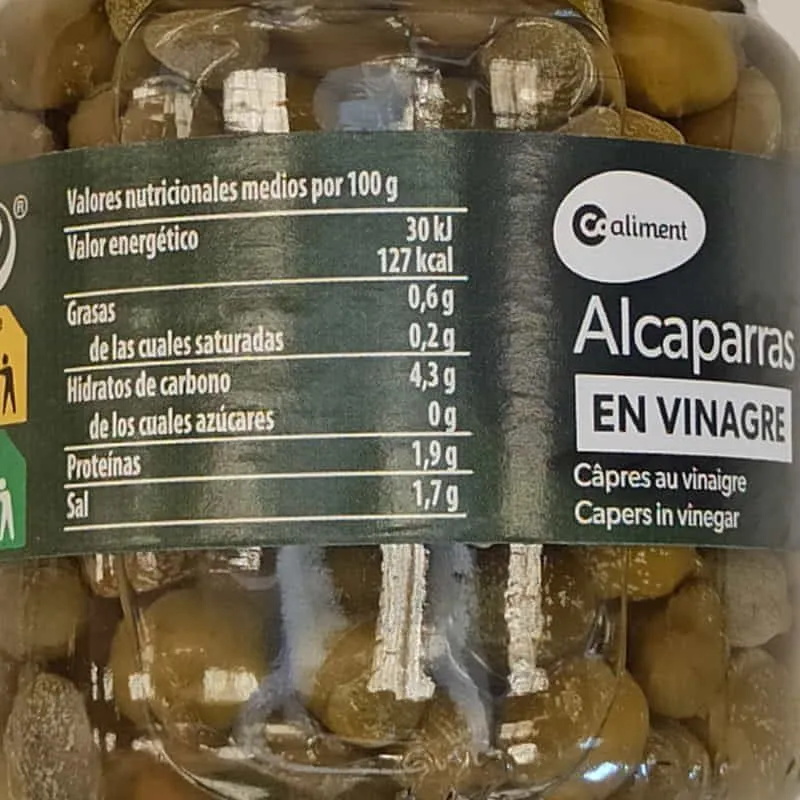 ®
Valores nutricionales medios por 100 g
Valor energético 30 kJ
127 kcal
Grasas 0,6 g
de las cuales saturadas 0,2 g
Hidratos de carbono 4,3 g
de los cuales azúcares 0 g
Proteínas 1,9 g
Sal 1,7 g
aliment
Alcaparras
EN VINAGRE
Câpres au vinaigre
Capers in vinegar